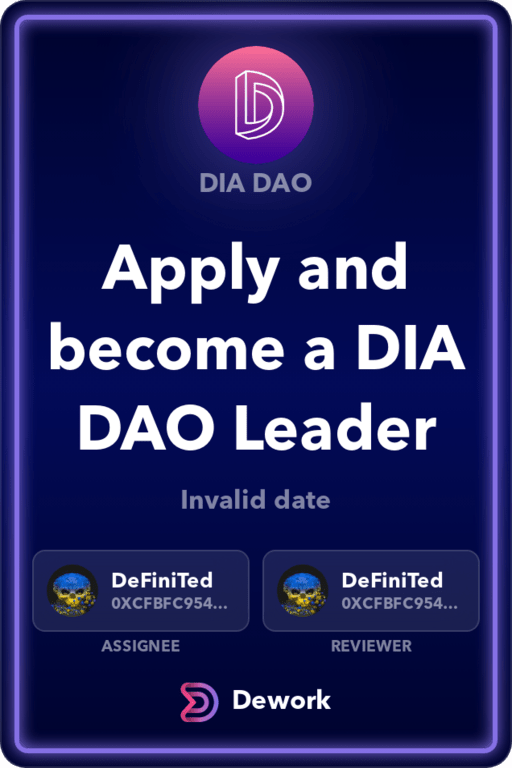 DIA DAO
Apply and
become a DIA
DAO Leader
Invalid date
DeFiniTed
0XCFBFC954...
ASSIGNEE
DeFiniTed
0XCFBFC954...
REVIEWER
Dework